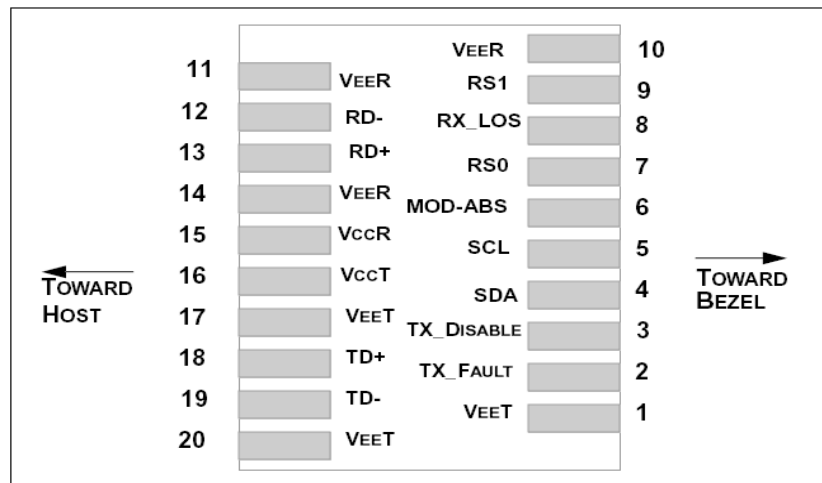 11 VEER
12 RD-
13 RD+
14 VEER
15 VCCR
16 VCCT
17 VEET
18 TD+
19 TD-
20 VEET
VEER 10
RS1 9
RX_LOS 8
RS0 7
MOD-ABS 6
SCL 5
SDA 4
TX_DISABLE 3
TX_FAULT 2
VEET 1
TOWARD
HOST
TOWARD
BEZEL